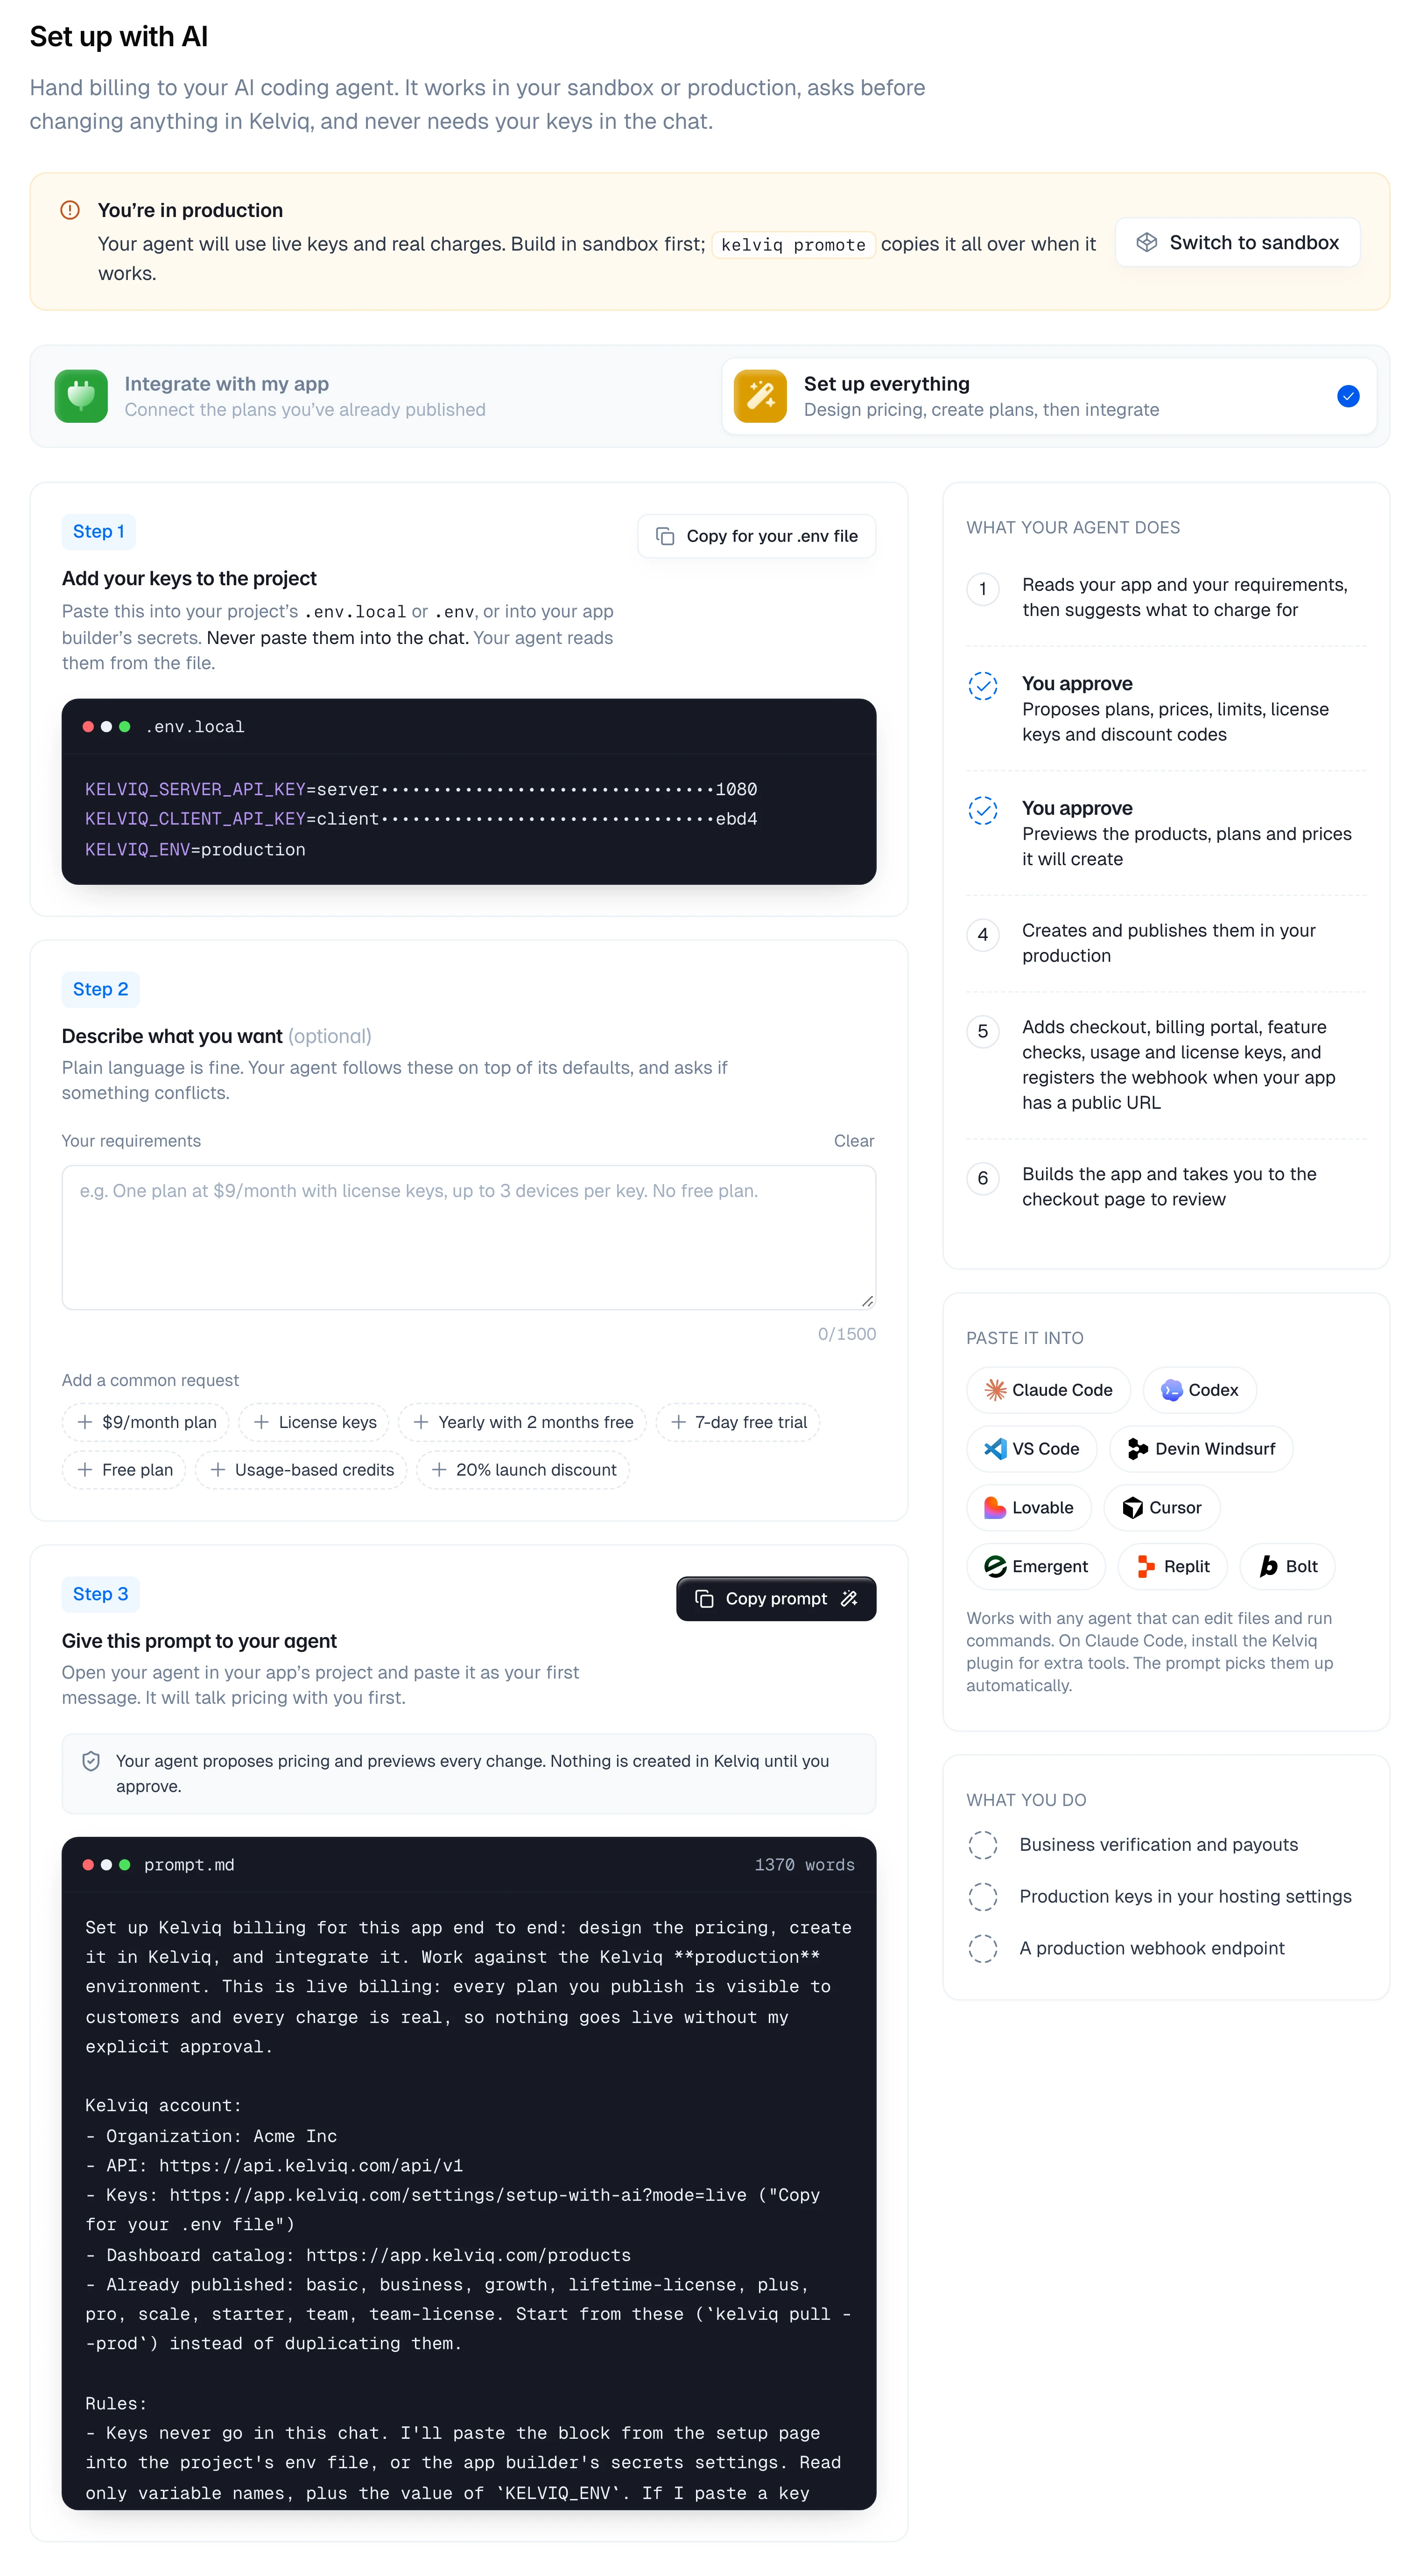 Set up with AI
Hand billing to your AI coding agent. It works in your sandbox or production, asks before
changing anything in Kelviq, and never needs your keys in the chat.
You’re in production
Your agent will use live keys and real charges. Build in sandbox first; kelviq promote copies it all over when it
works.
Switch to sandbox
Integrate with my app
Connect the plans you’ve already published
Set up everything
Design pricing, create plans, then integrate
Step 1
Copy for your .env file
Add your keys to the project
Paste this into your project’s .env.local or .env, or into your app
builder’s secrets. Never paste them into the chat. Your agent reads
them from the file.
.env.local
KELVIQ_SERVER_API_KEY=server••••••••••••••••••••••••••••••••1080
KELVIQ_CLIENT_API_KEY=client••••••••••••••••••••••••••••••••ebd4
KELVIQ_ENV=production
Step 2
Describe what you want (optional)
Plain language is fine. Your agent follows these on top of its defaults, and asks if
something conflicts.
Your requirements
Clear
e.g. One plan at $9/month with license keys, up to 3 devices per key. No free plan.
0/1500
Add a common request
+ $9/month plan
+ License keys
+ Yearly with 2 months free
+ 7-day free trial
+ Free plan
+ Usage-based credits
+ 20% launch discount
Step 3
Copy prompt
Give this prompt to your agent
Open your agent in your app’s project and paste it as your first
message. It will talk pricing with you first.
Your agent proposes pricing and previews every change. Nothing is created in Kelviq until you
approve.
prompt.md
1370 words
Set up Kelviq billing for this app end to end: design the pricing, create
it in Kelviq, and integrate it. Work against the Kelviq **production**
environment. This is live billing: every plan you publish is visible to
customers and every charge is real, so nothing goes live without my
explicit approval.
Kelviq account:
- Organization: Acme Inc
- API: https://api.kelviq.com/api/v1
- Keys: https://app.kelviq.com/settings/setup-with-ai?mode=live ("Copy
for your .env file")
- Dashboard catalog: https://app.kelviq.com/products
- Already published: basic, business, growth, lifetime-license, plus,
pro, scale, starter, team, team-license. Start from these (`kelviq pull -
-prod`) instead of duplicating them.
Rules:
- Keys never go in this chat. I'll paste the block from the setup page
into the project's env file, or the app builder's secrets settings. Read
only variable names, plus the value of `KELVIQ_ENV`. If I paste a key
WHAT YOUR AGENT DOES
1
Reads your app and your requirements,
then suggests what to charge for
You approve
Proposes plans, prices, limits, license
keys and discount codes
You approve
Previews the products, plans and prices
it will create
4
Creates and publishes them in your
production
5
Adds checkout, billing portal, feature
checks, usage and license keys, and
registers the webhook when your app
has a public URL
6
Builds the app and takes you to the
checkout page to review
PASTE IT INTO
Claude Code
Codex
VS Code
Devin Windsurf
Lovable
Cursor
Emergent
Replit
Bolt
Works with any agent that can edit files and run
commands. On Claude Code, install the Kelviq
plugin for extra tools. The prompt picks them up
automatically.
WHAT YOU DO
Business verification and payouts
Production keys in your hosting settings
A production webhook endpoint